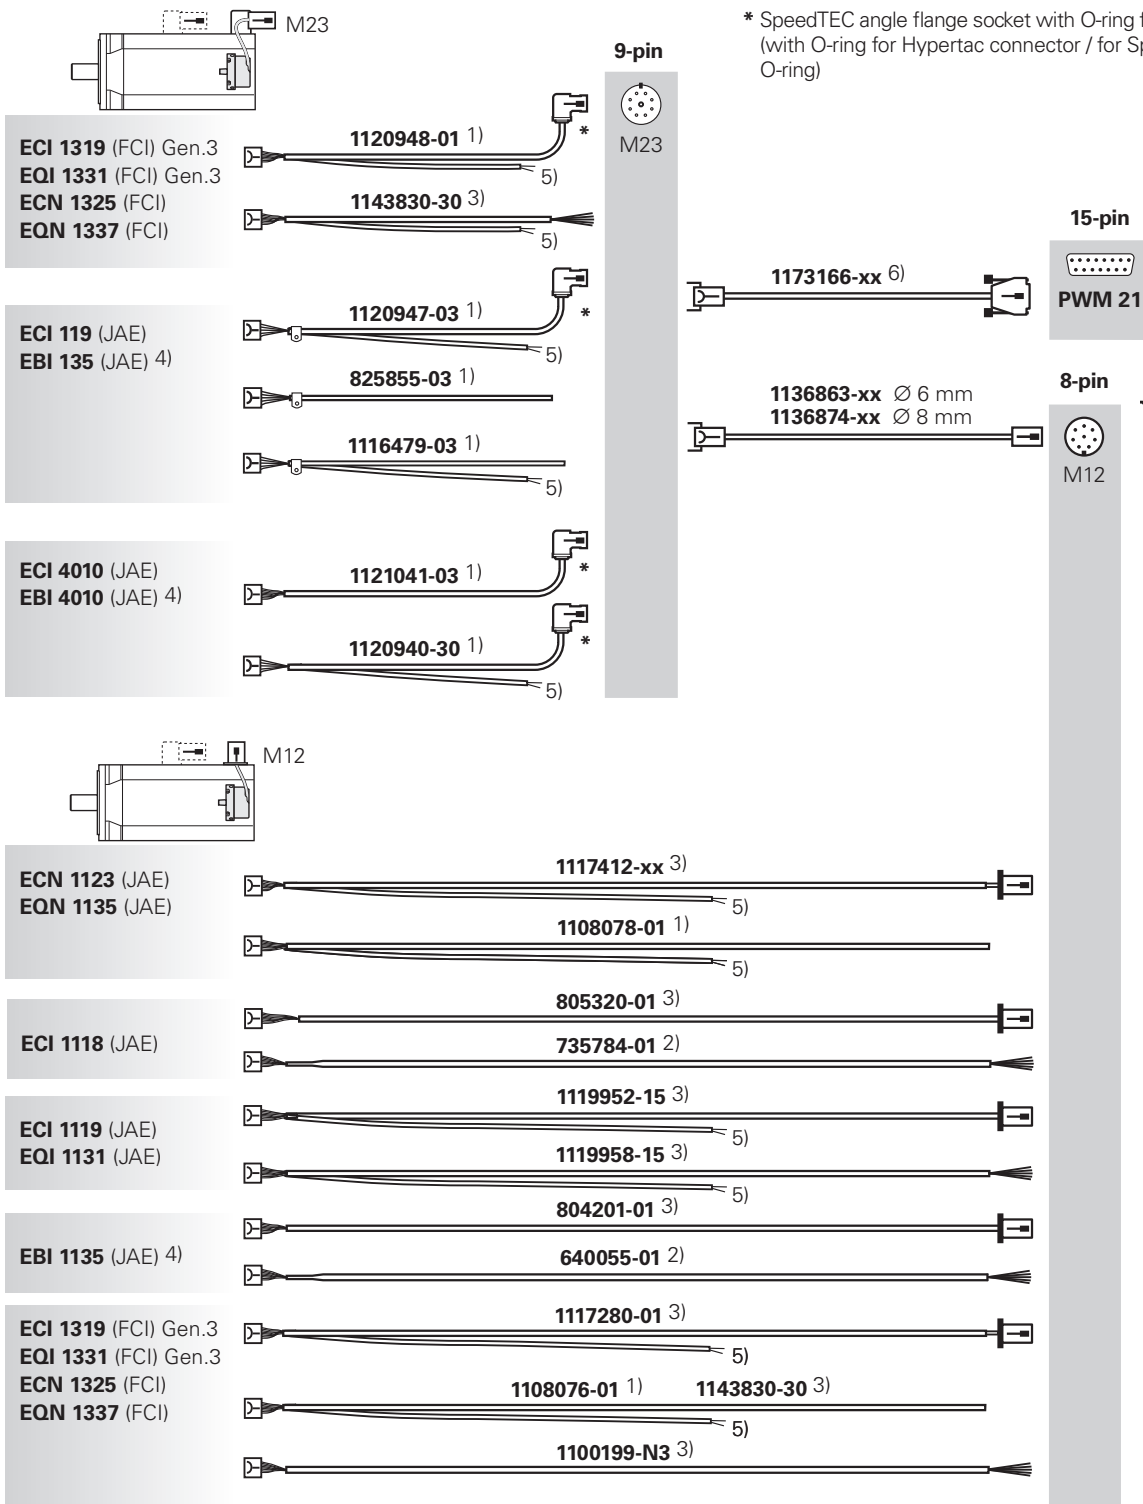 M23
* SpeedTEC angle flange socket with O-ring
(with O-ring for Hypertac connector / for
O-ring)
9-pin
M23
ECI 1319 (FCI) Gen.3
EQI 1331 (FCI) Gen.3
ECN 1325 (FCI)
EQN 1337 (FCI)
1120948-01 1)
*
5)
1143830-30 3)
5)
15-pin
PWM 21
1173166-xx 6)
ECI 119 (JAE)
EBI 135 (JAE) 4)
1120947-03 1)
*
5)
825855-03 1)
1116479-03 1)
5)
8-pin
M12
1136863-xx Ø 6 mm
1136874-xx Ø 8 mm
ECI 4010 (JAE)
EBI 4010 (JAE) 4)
1121041-03 1)
*
1120940-30 1)
*
5)
M12
ECN 1123 (JAE)
EQN 1135 (JAE)
1117412-xx 3)
5)
1108078-01 1)
5)
ECI 1118 (JAE)
805320-01 3)
735784-01 2)
ECI 1119 (JAE)
EQI 1131 (JAE)
1119952-15 3)
5)
1119958-15 3)
5)
EBI 1135 (JAE) 4)
804201-01 3)
640055-01 2)
ECI 1319 (FCI) Gen.3
EQI 1331 (FCI) Gen.3
ECN 1325 (FCI)
EQN 1337 (FCI)
1117280-01 3)
5)
1108076-01 1) 1143830-30 3)
5)
1100199-N3 3)